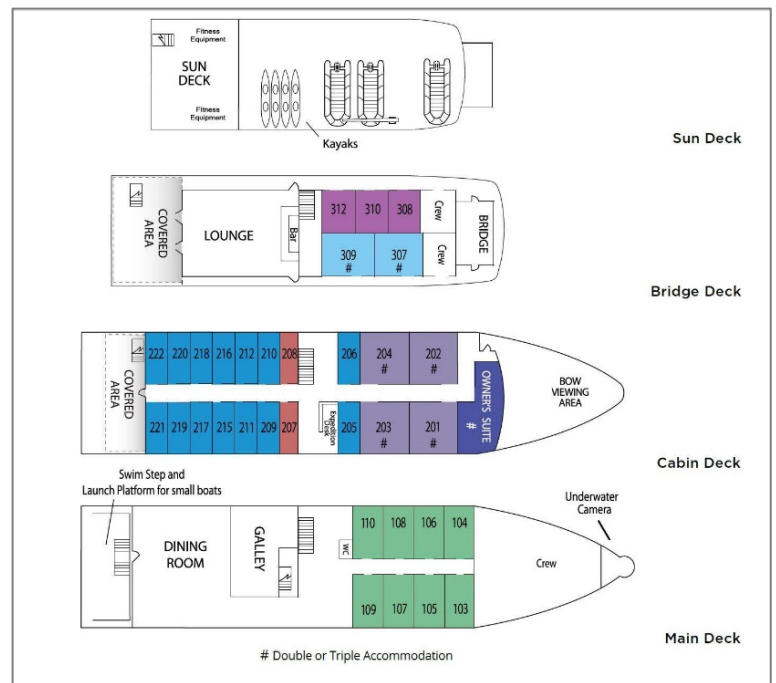 Fitness
Equipment
SUN
DECK
Fitness
Equipment
Kayaks
Sun Deck
COVERED
AREA
LOUNGE
Bar
312 310 308 Crew
309 # 307 # Crew
BRIDGE
Bridge Deck
COVERED
AREA
222 220 218 216 212 210 208 206 204 # 202 #
221 219 217 215 211 209 207 205 203 # 201 #
Expedition
Desk
OWNER'S SUITE
#
BOW
VIEWING
AREA
Cabin Deck
Swim Step and
Launch Platform for small boats
Underwater
Camera
DINING
ROOM
GALLEY
WC
110 108 106 104
109 107 105 103
Crew
Main Deck
# Double or Triple Accommodation